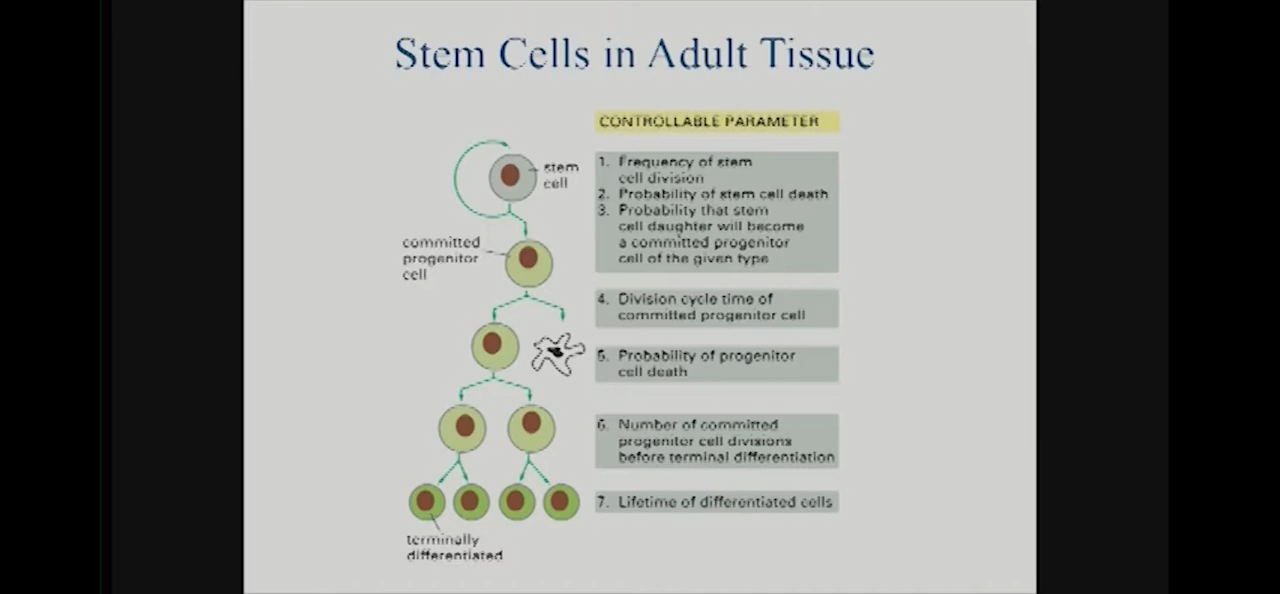 Stem Cells in Adult Tissue
CONTROLLABLE PARAMETER
stem
cell
1. Frequency of stem
cell division
2. Probability of stem cell death
3. Probability that stem
cell daughter will become
a committed progenitor
cell of the given type
committed
progenitor
cell
4. Division cycle time of
committed progenitor cell
5. Probability of progenitor
cell death
6. Number of committed
progenitor cell divisions
before terminal differentiation
7. Lifetime of differentiated cells
terminally
differentiated